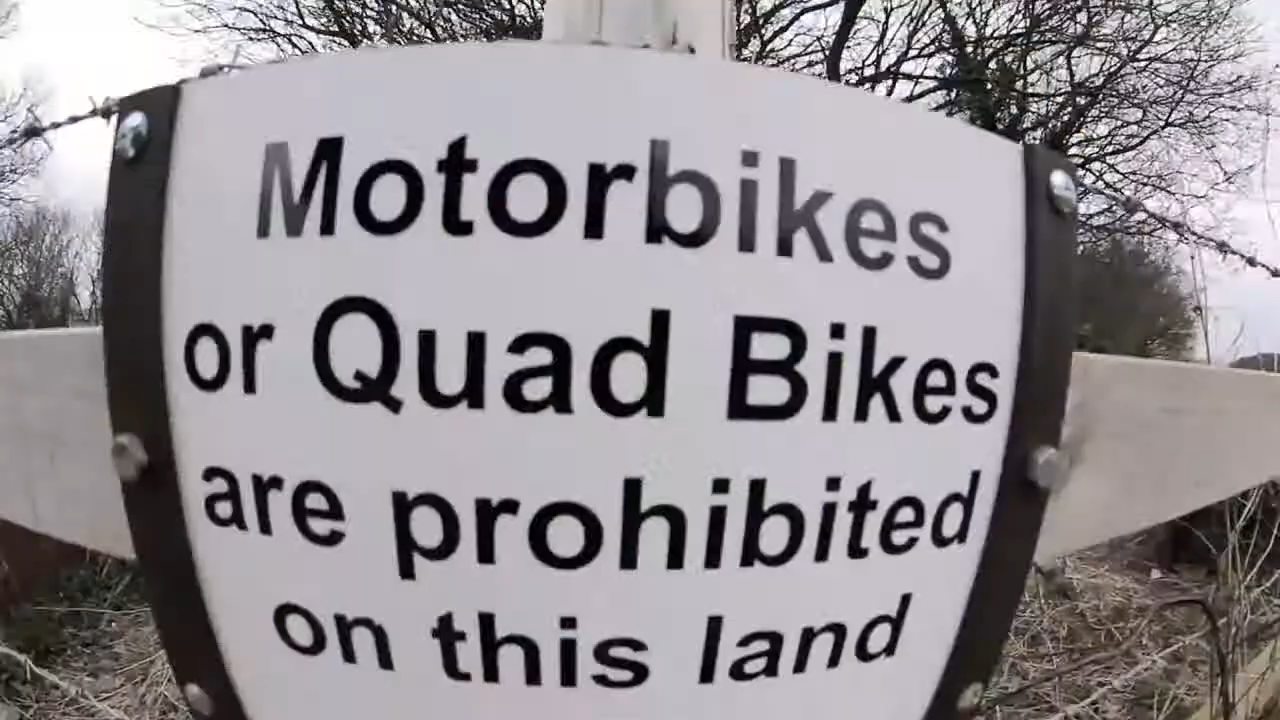 Motorbikes
or Quad Bikes
are prohibited
on this land